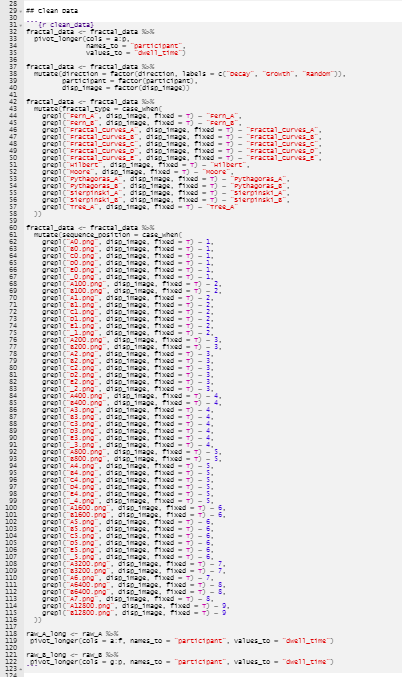 28
29 ## Clean Data
30
31 ```{r clean_data}
32 fractal_data <- fractal_data %>%
33 pivot_longer(cols = a:p,
34 names_to = "participant",
35 values_to = "dwell_time")
36
37 fractal_data <- fractal_data %>%
38 mutate(direction = factor(direction, labels = c("Decay", "Growth", "Random")),
39 participant = factor(participant),
40 disp_image = factor(disp_image))
41
42 fractal_data <- fractal_data %>%
43 mutate(fractal_type = case_when(
44 grepl("Fern_A", disp_image, fixed = T) ~ "Fern_A",
45 grepl("Fern_B", disp_image, fixed = T) ~ "Fern_B",
46 grepl("Fractal_Curves_A", disp_image, fixed = T) ~ "Fractal_Curves_A",
47 grepl("Fractal_Curves_B", disp_image, fixed = T) ~ "Fractal_Curves_B",
48 grepl("Fractal_Curves_C", disp_image, fixed = T) ~ "Fractal_Curves_C",
49 grepl("Fractal_Curves_D", disp_image, fixed = T) ~ "Fractal_Curves_D",
50 grepl("Fractal_Curves_E", disp_image, fixed = T) ~ "Fractal_Curves_E",
51 grepl("Hilbert", disp_image, fixed = T) ~ "Hilbert",
52 grepl("Moore", disp_image, fixed = T) ~ "Moore",
53 grepl("Pythagoras_A", disp_image, fixed = T) ~ "Pythagoras_A",
54 grepl("Pythagoras_B", disp_image, fixed = T) ~ "Pythagoras_B",
55 grepl("Sierpinski_A", disp_image, fixed = T) ~ "Sierpinski_A",
56 grepl("Sierpinski_B", disp_image, fixed = T) ~ "Sierpinski_B",
57 grepl("Tree_A", disp_image, fixed = T) ~ "Tree_A"
58 ))
59
60 fractal_data <- fractal_data %>%
61 mutate(sequence_position = case_when(
62 grepl("A0.png", disp_image, fixed = T) ~ 1,
63 grepl("B0.png", disp_image, fixed = T) ~ 1,
64 grepl("C0.png", disp_image, fixed = T) ~ 1,
65 grepl("D0.png", disp_image, fixed = T) ~ 1,
66 grepl("E0.png", disp_image, fixed = T) ~ 1,
67 grepl("_0.png", disp_image, fixed = T) ~ 1,
68 grepl("A100.png", disp_image, fixed = T) ~ 2,
69 grepl("B100.png", disp_image, fixed = T) ~ 2,
70 grepl("A1.png", disp_image, fixed = T) ~ 2,
71 grepl("B1.png", disp_image, fixed = T) ~ 2,
72 grepl("C1.png", disp_image, fixed = T) ~ 2,
73 grepl("D1.png", disp_image, fixed = T) ~ 2,
74 grepl("E1.png", disp_image, fixed = T) ~ 2,
75 grepl("_1.png", disp_image, fixed = T) ~ 2,
76 grepl("A200.png", disp_image, fixed = T) ~ 3,
77 grepl("B200.png", disp_image, fixed = T) ~ 3,
78 grepl("A2.png", disp_image, fixed = T) ~ 3,
79 grepl("B2.png", disp_image, fixed = T) ~ 3,
80 grepl("C2.png", disp_image, fixed = T) ~ 3,
81 grepl("D2.png", disp_image, fixed = T) ~ 3,
82 grepl("E2.png", disp_image, fixed = T) ~ 3,
83 grepl("_2.png", disp_image, fixed = T) ~ 3,
84 grepl("A400.png", disp_image, fixed = T) ~ 4,
85 grepl("B400.png", disp_image, fixed = T) ~ 4,
86 grepl("A3.png", disp_image, fixed = T) ~ 4,
87 grepl("B3.png", disp_image, fixed = T) ~ 4,
88 grepl("C3.png", disp_image, fixed = T) ~ 4,
89 grepl("D3.png", disp_image, fixed = T) ~ 4,
90 grepl("E3.png", disp_image, fixed = T) ~ 4,
91 grepl("_3.png", disp_image, fixed = T) ~ 4,
92 grepl("A800.png", disp_image, fixed = T) ~ 5,
93 grepl("B800.png", disp_image, fixed = T) ~ 5,
94 grepl("A4.png", disp_image, fixed = T) ~ 5,
95 grepl("B4.png", disp_image, fixed = T) ~ 5,
96 grepl("C4.png", disp_image, fixed = T) ~ 5,
97 grepl("D4.png", disp_image, fixed = T) ~ 5,
98 grepl("E4.png", disp_image, fixed = T) ~ 5,
99 grepl("_4.png", disp_image, fixed = T) ~ 5,
100 grepl("A1600.png", disp_image, fixed = T) ~ 6,
101 grepl("B1600.png", disp_image, fixed = T) ~ 6,
102 grepl("A5.png", disp_image, fixed = T) ~ 6,
103 grepl("B5.png", disp_image, fixed = T) ~ 6,
104 grepl("C5.png", disp_image, fixed = T) ~ 6,
105 grepl("D5.png", disp_image, fixed = T) ~ 6,
106 grepl("E5.png", disp_image, fixed = T) ~ 6,
107 grepl("_5.png", disp_image, fixed = T) ~ 6,
108 grepl("A3200.png", disp_image, fixed = T) ~ 7,
109 grepl("B3200.png", disp_image, fixed = T) ~ 7,
110 grepl("A6.png", disp_image, fixed = T) ~ 7,
111 grepl("A6400.png", disp_image, fixed = T) ~ 8,
112 grepl("B6400.png", disp_image, fixed = T) ~ 8,
113 grepl("A7.png", disp_image, fixed = T) ~ 8,
114 grepl("A12800.png", disp_image, fixed = T) ~ 9,
115 grepl("B12800.png", disp_image, fixed = T) ~ 9
116 ))
117
118 raw_A_long <- raw_A %>%
119 pivot_longer(cols = a:f, names_to = "participant", values_to = "dwell_time")
120
121 raw_B_long <- raw_B %>%
122 pivot_longer(cols = g:p, names_to = "participant", values_to = "dwell_time")
123
124